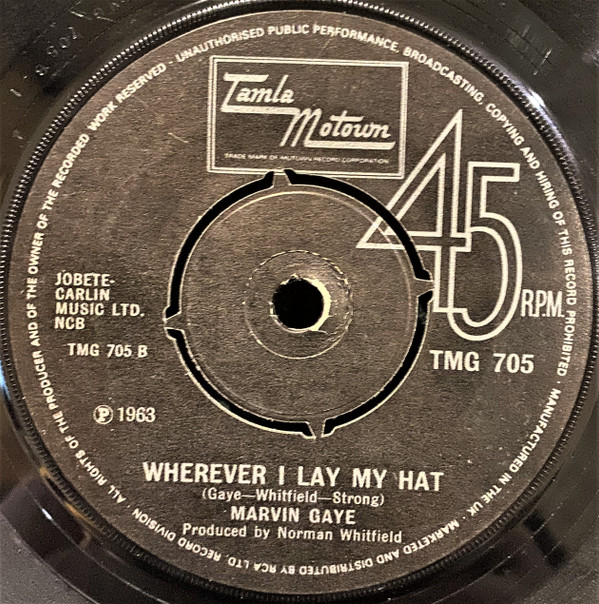 ALL RIGHTS OF THE PRODUCER AND OF THE OWNER OF THE RECORDED WORK RESERVED - UNAUTHORISED PUBLIC PERFORMANCE, BROADCASTING, COPYING AND HIRING OF THIS RECORD PROHIBITED · MANUFACTURED IN THE UK · MARKETED AND DISTRIBUTED BY RCA LTD. RECORD DIVISION
Tamla
Motown
TRADE MARK OF MOTOWN RECORD CORPORATION
45
R.P.M.
JOBETE-
CARLIN
MUSIC LTD.
NCB
TMG 705 B
TMG 705
℗ 1963
WHEREVER I LAY MY HAT
(Gaye—Whitfield—Strong)
MARVIN GAYE
Produced by Norman Whitfield